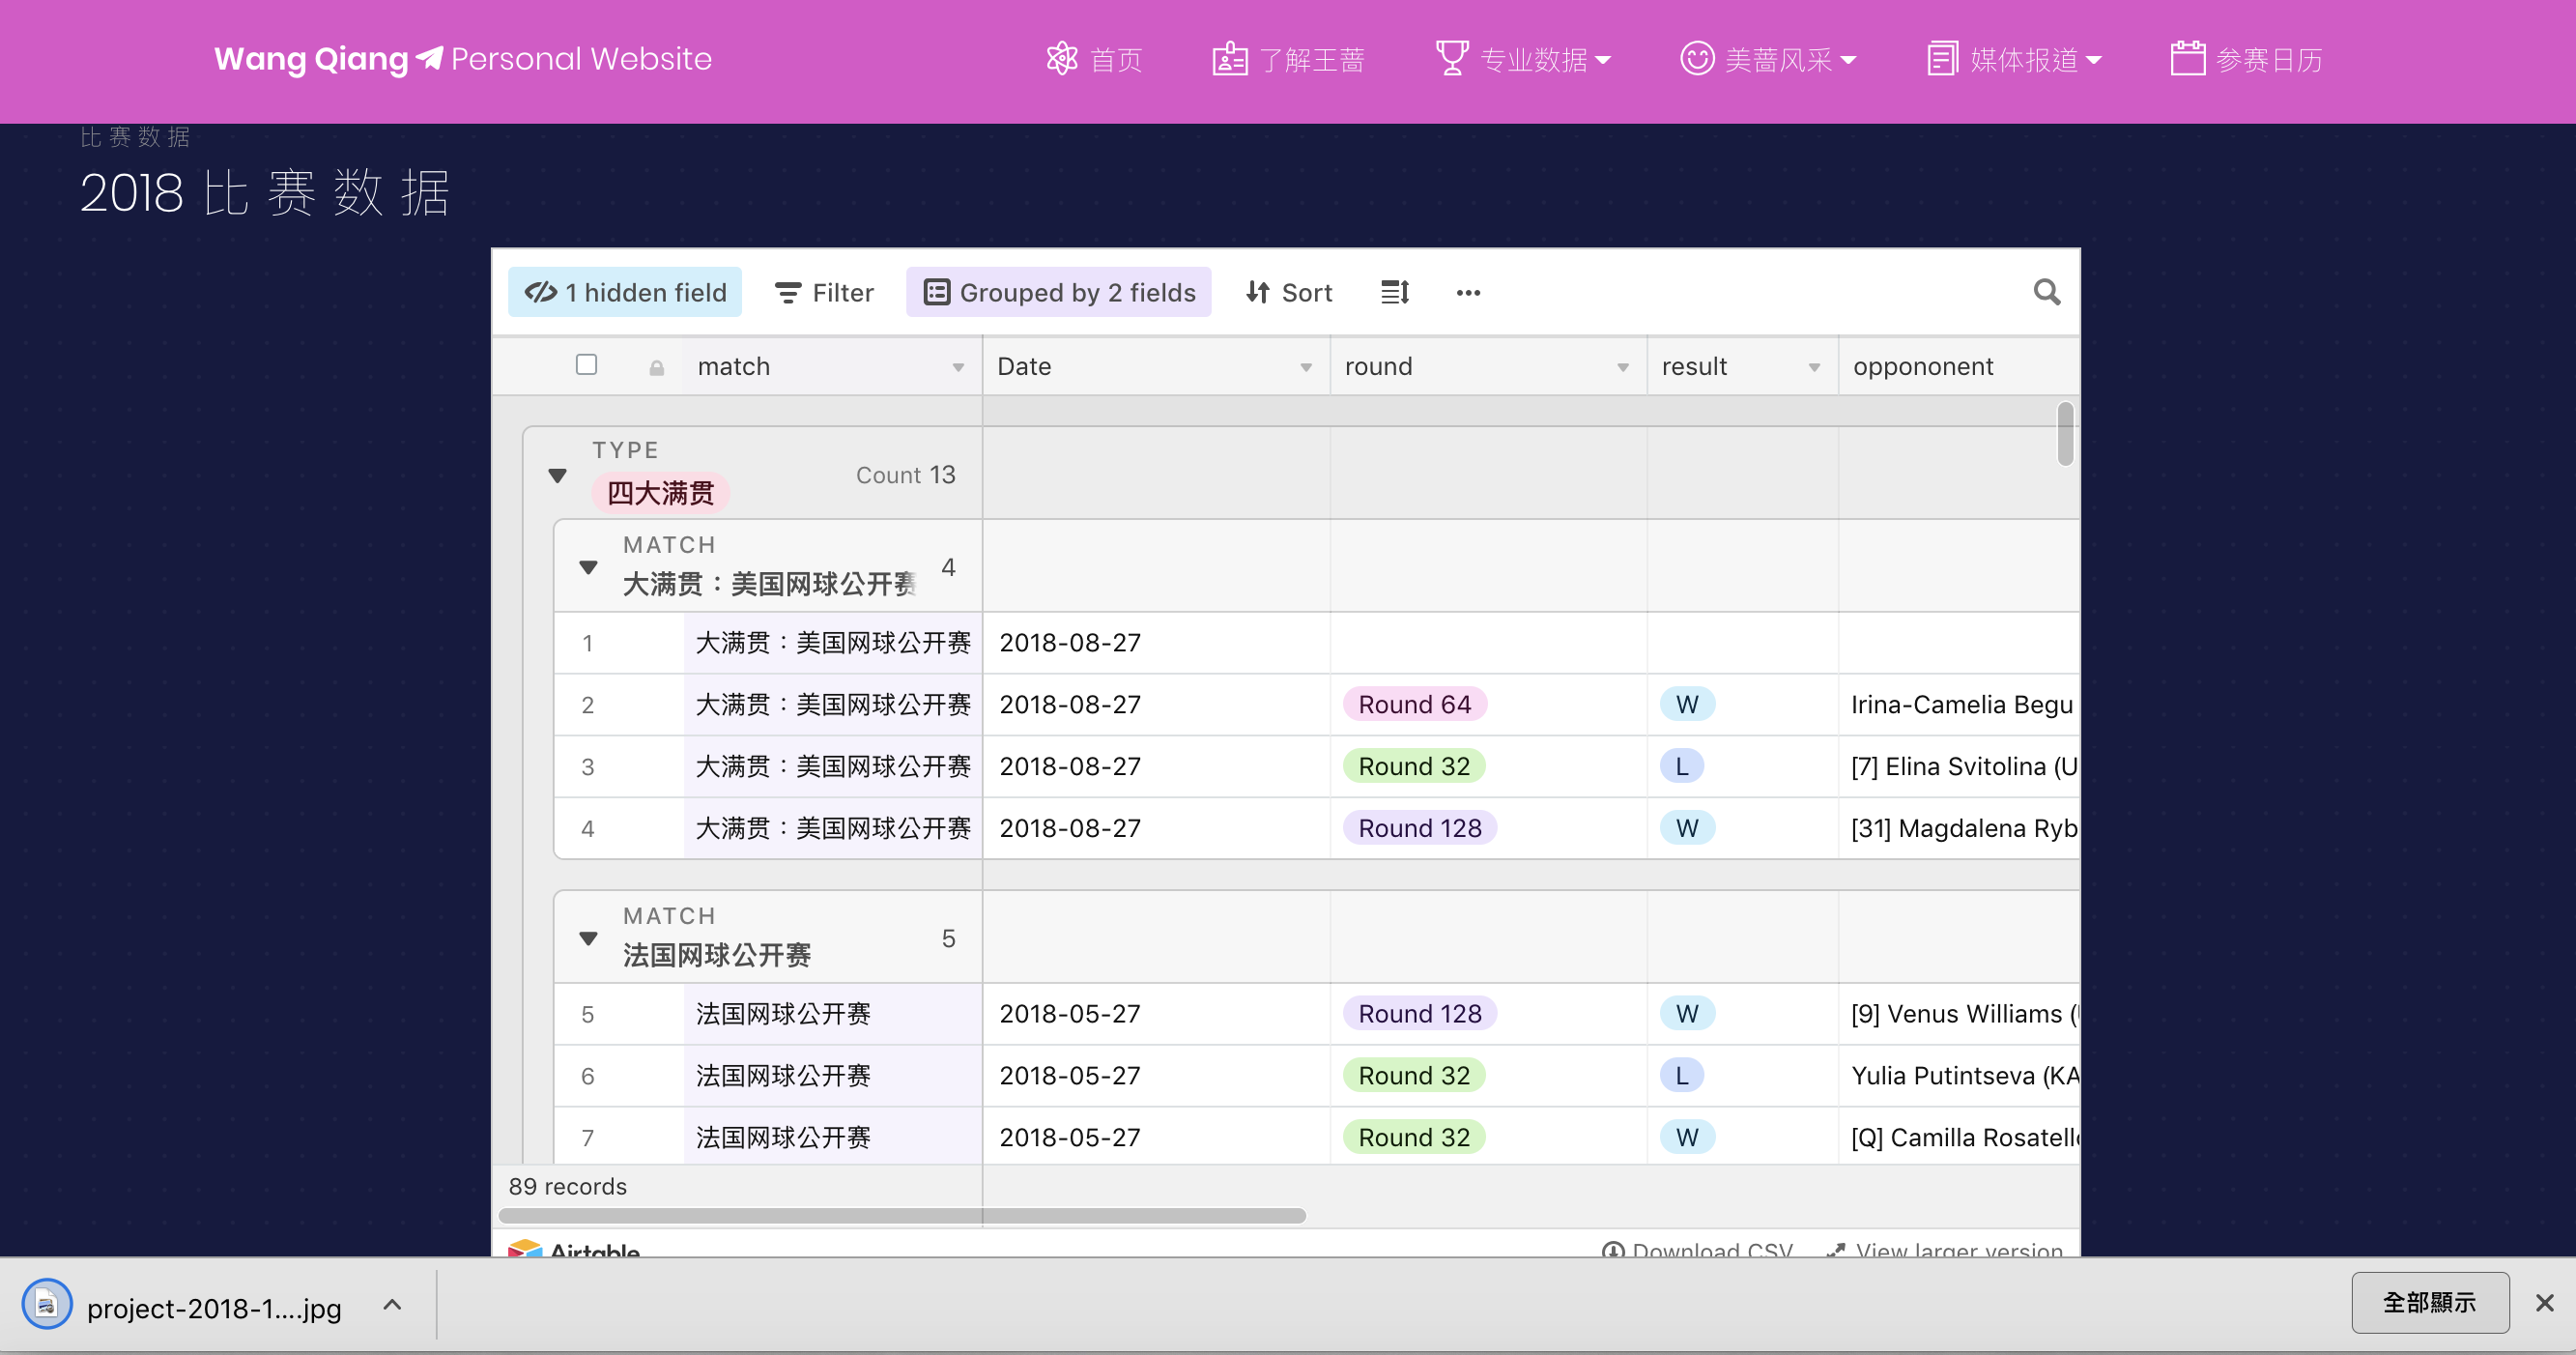 Wang Qiang Personal Website
首页
了解王蔷
专业数据
美蔷风采
媒体报道
参赛日历
比赛数据
2018 比赛数据
1 hidden field Filter Grouped by 2 fields Sort
match Date round result oppononent
TYPE
四大满贯 Count 13
MATCH
大满贯：美国网球公开赛 4
1 大满贯：美国网球公开赛 2018-08-27
2 大满贯：美国网球公开赛 2018-08-27 Round 64 W Irina-Camelia Begu
3 大满贯：美国网球公开赛 2018-08-27 Round 32 L [7] Elina Svitolina (U
4 大满贯：美国网球公开赛 2018-08-27 Round 128 W [31] Magdalena Ryb
MATCH
法国网球公开赛 5
5 法国网球公开赛 2018-05-27 Round 128 W [9] Venus Williams (
6 法国网球公开赛 2018-05-27 Round 32 L Yulia Putintseva (KA
7 法国网球公开赛 2018-05-27 Round 32 W [Q] Camilla Rosatell
89 records
Airtable Download CSV View larger version
project-2018-1....jpg 全部顯示